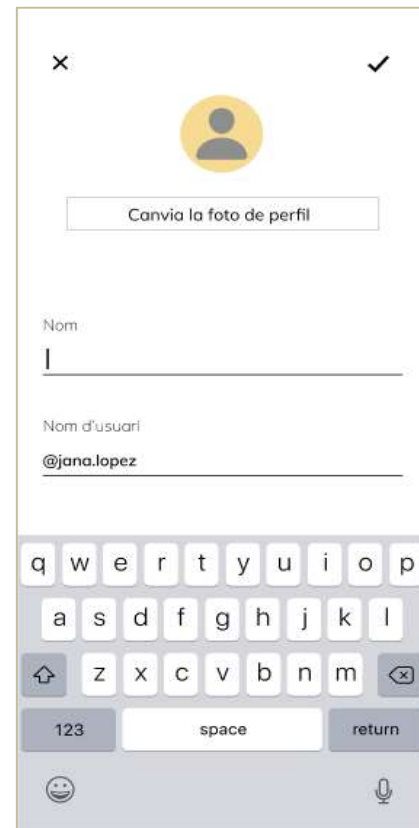 Canvia la foto de perfil
Nom
Nom d'usuari
@jana.lopez
q w e r t y u i o p
a s d f g h j k l
z x c v b n m
123 space return